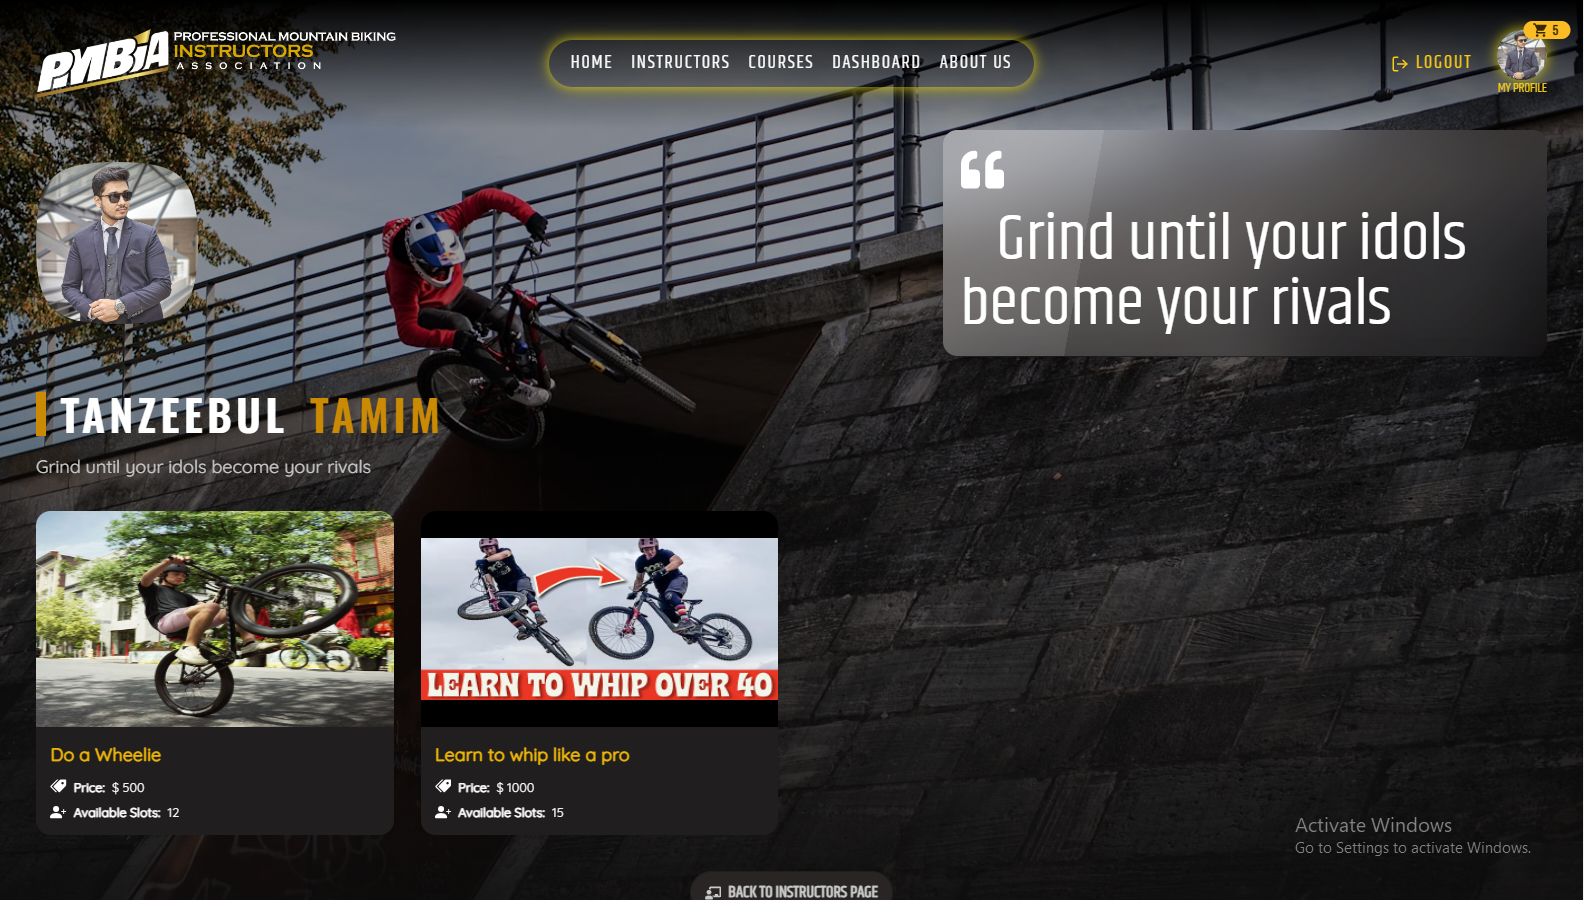 PMBIA
PROFESSIONAL MOUNTAIN BIKING
INSTRUCTORS
ASSOCIATION
HOME INSTRUCTORS COURSES DASHBOARD ABOUT US
LOGOUT
5
MY PROFILE
“
Grind until your idols
become your rivals
TANZEEBUL TAMIM
Grind until your idols become your rivals
LEARN TO WHIP OVER 40
Do a Wheelie
Price: $ 500
Available Slots: 12
Learn to whip like a pro
Price: $ 1000
Available Slots: 15
Activate Windows
Go to Settings to activate Windows.
BACK TO INSTRUCTORS PAGE